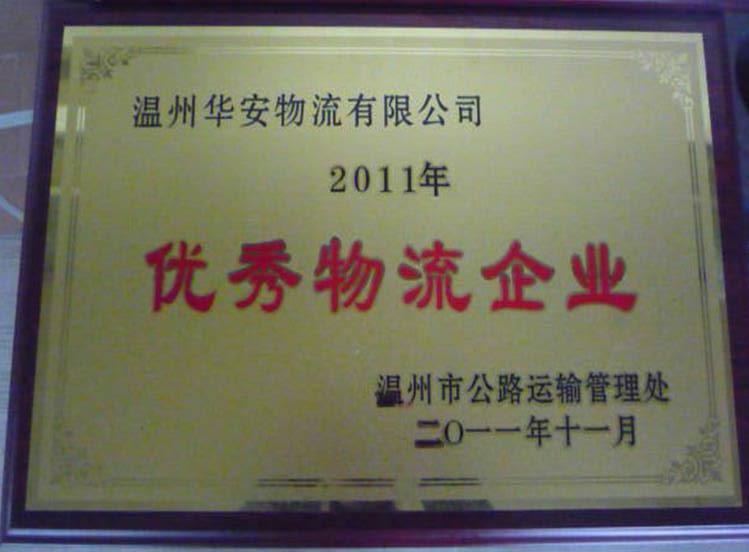 温州华安物流有限公司
2011年
优秀物流企业
温州市公路运输管理处
二〇一一年十一月